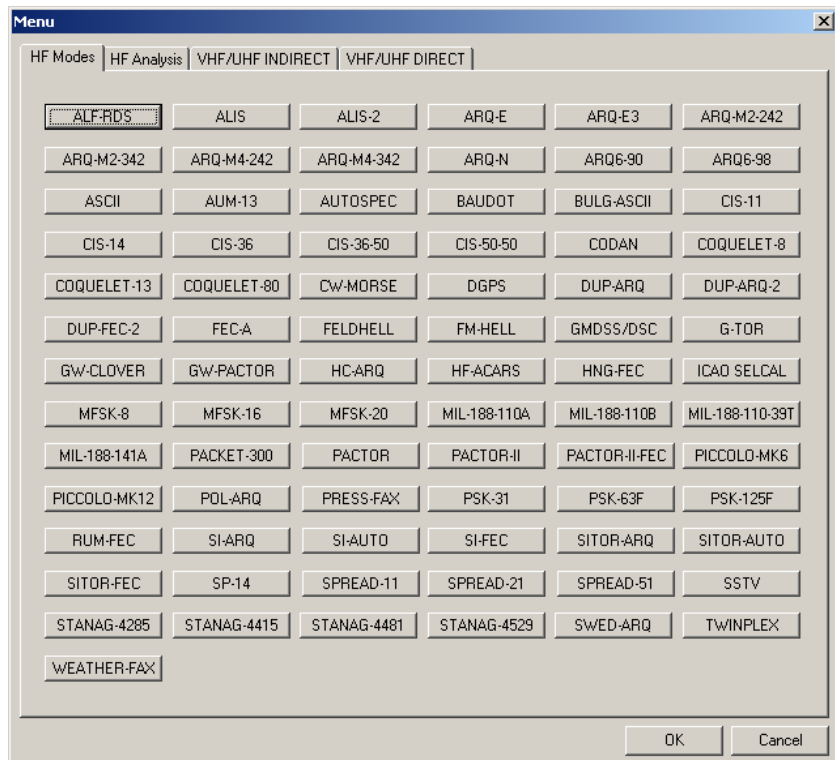 Menu
HF Modes HF Analysis VHF/UHF INDIRECT VHF/UHF DIRECT
ALF-RDS ALIS ALIS-2 ARQ-E ARQ-E3 ARQ-M2-242
ARQ-M2-342 ARQ-M4-242 ARQ-M4-342 ARQ-N ARQ6-90 ARQ6-98
ASCII AUM-13 AUTOSPEC BAUDOT BULG-ASCII CIS-11
CIS-14 CIS-36 CIS-36-50 CIS-50-50 CODAN COQUELET-8
COQUELET-13 COQUELET-80 CW-MORSE DGPS DUP-ARQ DUP-ARQ-2
DUP-FEC-2 FEC-A FELDHELL FM-HELL GMDSS/DSC G-TOR
GW-CLOVER GW-PACTOR HC-ARQ HF-ACARS HNG-FEC ICAO SELCAL
MFSK-8 MFSK-16 MFSK-20 MIL-188-110A MIL-188-110B MIL-188-110-39T
MIL-188-141A PACKET-300 PACTOR PACTOR-II PACTOR-II-FEC PICCOLO-MK6
PICCOLO-MK12 POL-ARQ PRESS-FAX PSK-31 PSK-63F PSK-125F
RUM-FEC SI-ARQ SI-AUTO SI-FEC SITOR-ARQ SITOR-AUTO
SITOR-FEC SP-14 SPREAD-11 SPREAD-21 SPREAD-51 SSTV
STANAG-4285 STANAG-4415 STANAG-4481 STANAG-4529 SWED-ARQ TWINPLEX
WEATHER-FAX
OK Cancel